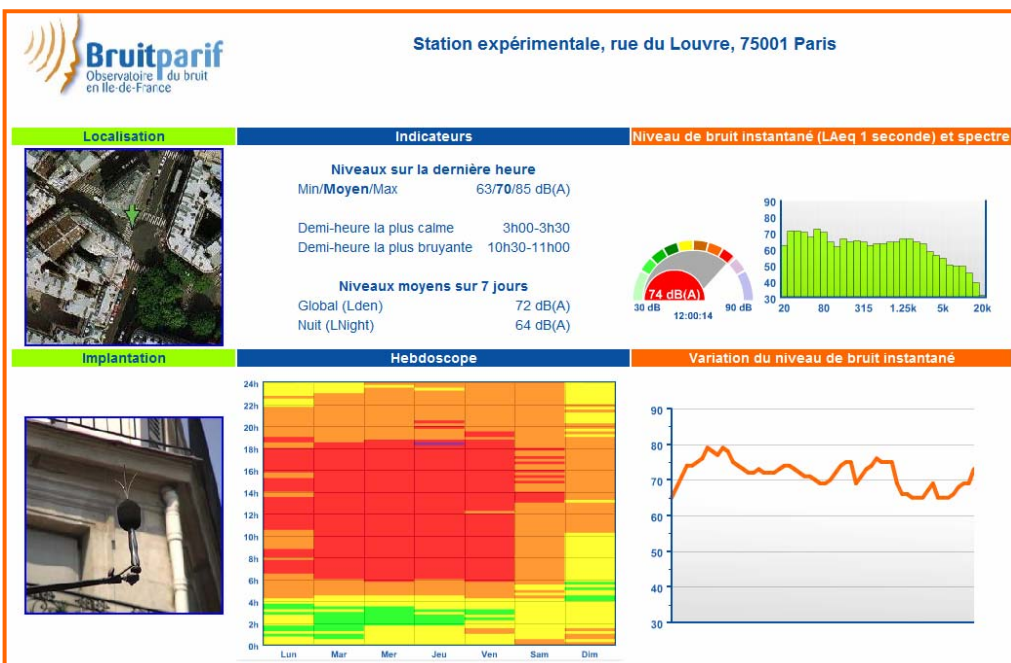 Bruitparif
Observatoire du bruit
en Ile-de-France
Station expérimentale, rue du Louvre, 75001 Paris
Localisation
Indicateurs
Niveaux sur la dernière heure
Min/Moyen/Max 63/70/85 dB(A)
Demi-heure la plus calme 3h00-3h30
Demi-heure la plus bruyante 10h30-11h00
Niveaux moyens sur 7 jours
Global (Lden) 72 dB(A)
Nuit (LNight) 64 dB(A)
Niveau de bruit instantané (LAeq 1 seconde) et spectre
74 dB(A)
30 dB 90 dB
12:00:14
90
80
70
60
50
40
30
20 80 315 1.25k 5k 20k
Implantation
Hebdoscope
24h
22h
20h
18h
16h
14h
12h
10h
8h
6h
4h
2h
0h
Lun Mar Mer Jeu Ven Sam Dim
Variation du niveau de bruit instantané
90
80
70
60
50
40
30